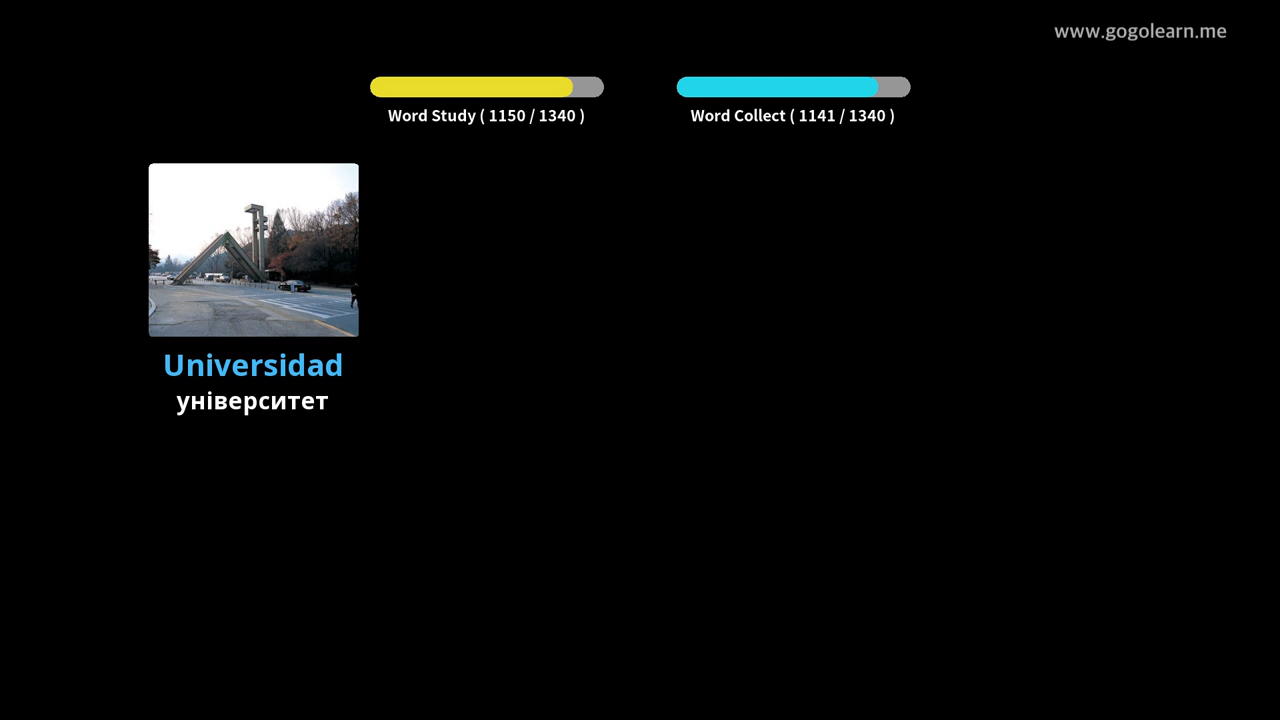 www.gogolearn.me
Word Study ( 1150 / 1340 )
Word Collect ( 1141 / 1340 )
Universidad
університет